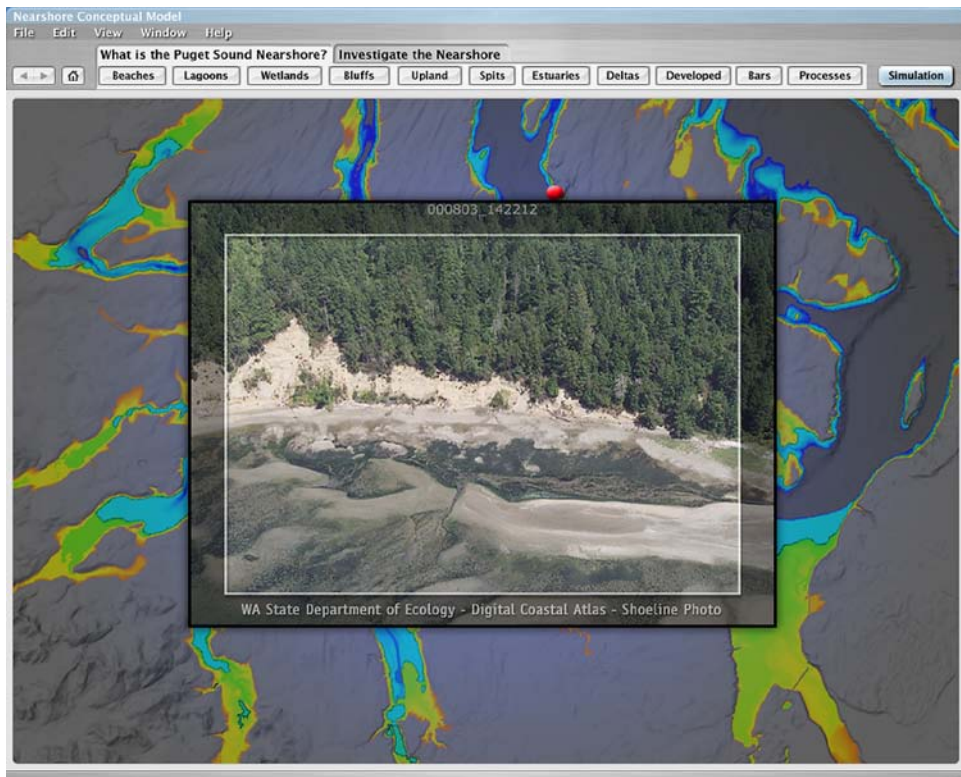 Nearshore Conceptual Model
File Edit View Window Help
What is the Puget Sound Nearshore? Investigate the Nearshore
Beaches Lagoons Wetlands Bluffs Upland Spits Estuaries Deltas Developed Bars Processes Simulation
000803_142212
WA State Department of Ecology - Digital Coastal Atlas - Shoeline Photo